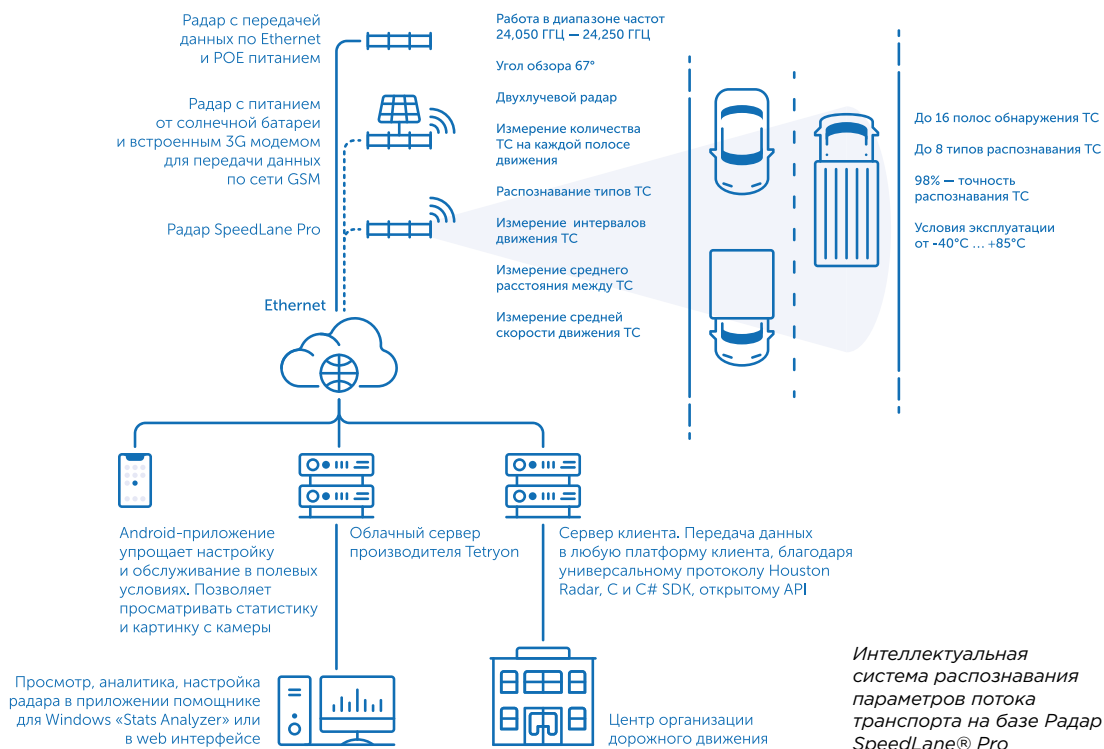 Радар с передачей
данных по Ethernet
и POE питанием
Радар с питанием
от солнечной батареи
и встроенным 3G модемом
для передачи данных
по сети GSM
Радар SpeedLane Pro
Ethernet
Работа в диапазоне частот
24,050 ГГЦ — 24,250 ГГЦ
Угол обзора 67°
Двухлучевой радар
Измерение количества
ТС на каждой полосе
движения
Распознавание типов ТС
Измерение интервалов
движения ТС
Измерение среднего
расстояния между ТС
Измерение средней
скорости движения ТС
До 16 полос обнаружения ТС
До 8 типов распознавания ТС
98% — точность
распознавания ТС
Условия эксплуатации
от -40°C ... +85°C
Android-приложение
упрощает настройку
и обслуживание в полевых
условиях. Позволяет
просматривать статистику
и картинку с камеры
Облачный сервер
производителя Tetryon
Сервер клиента. Передача данных
в любую платформу клиента, благодаря
универсальному протоколу Houston
Radar, C и C# SDK, открытому API
Просмотр, аналитика, настройка
радара в приложении помощнике
для Windows «Stats Analyzer» или
в web интерфейсе
Центр организации
дорожного движения
Интеллектуальная
система распознавания
параметров потока
транспорта на базе Радар
SpeedLane® Pro